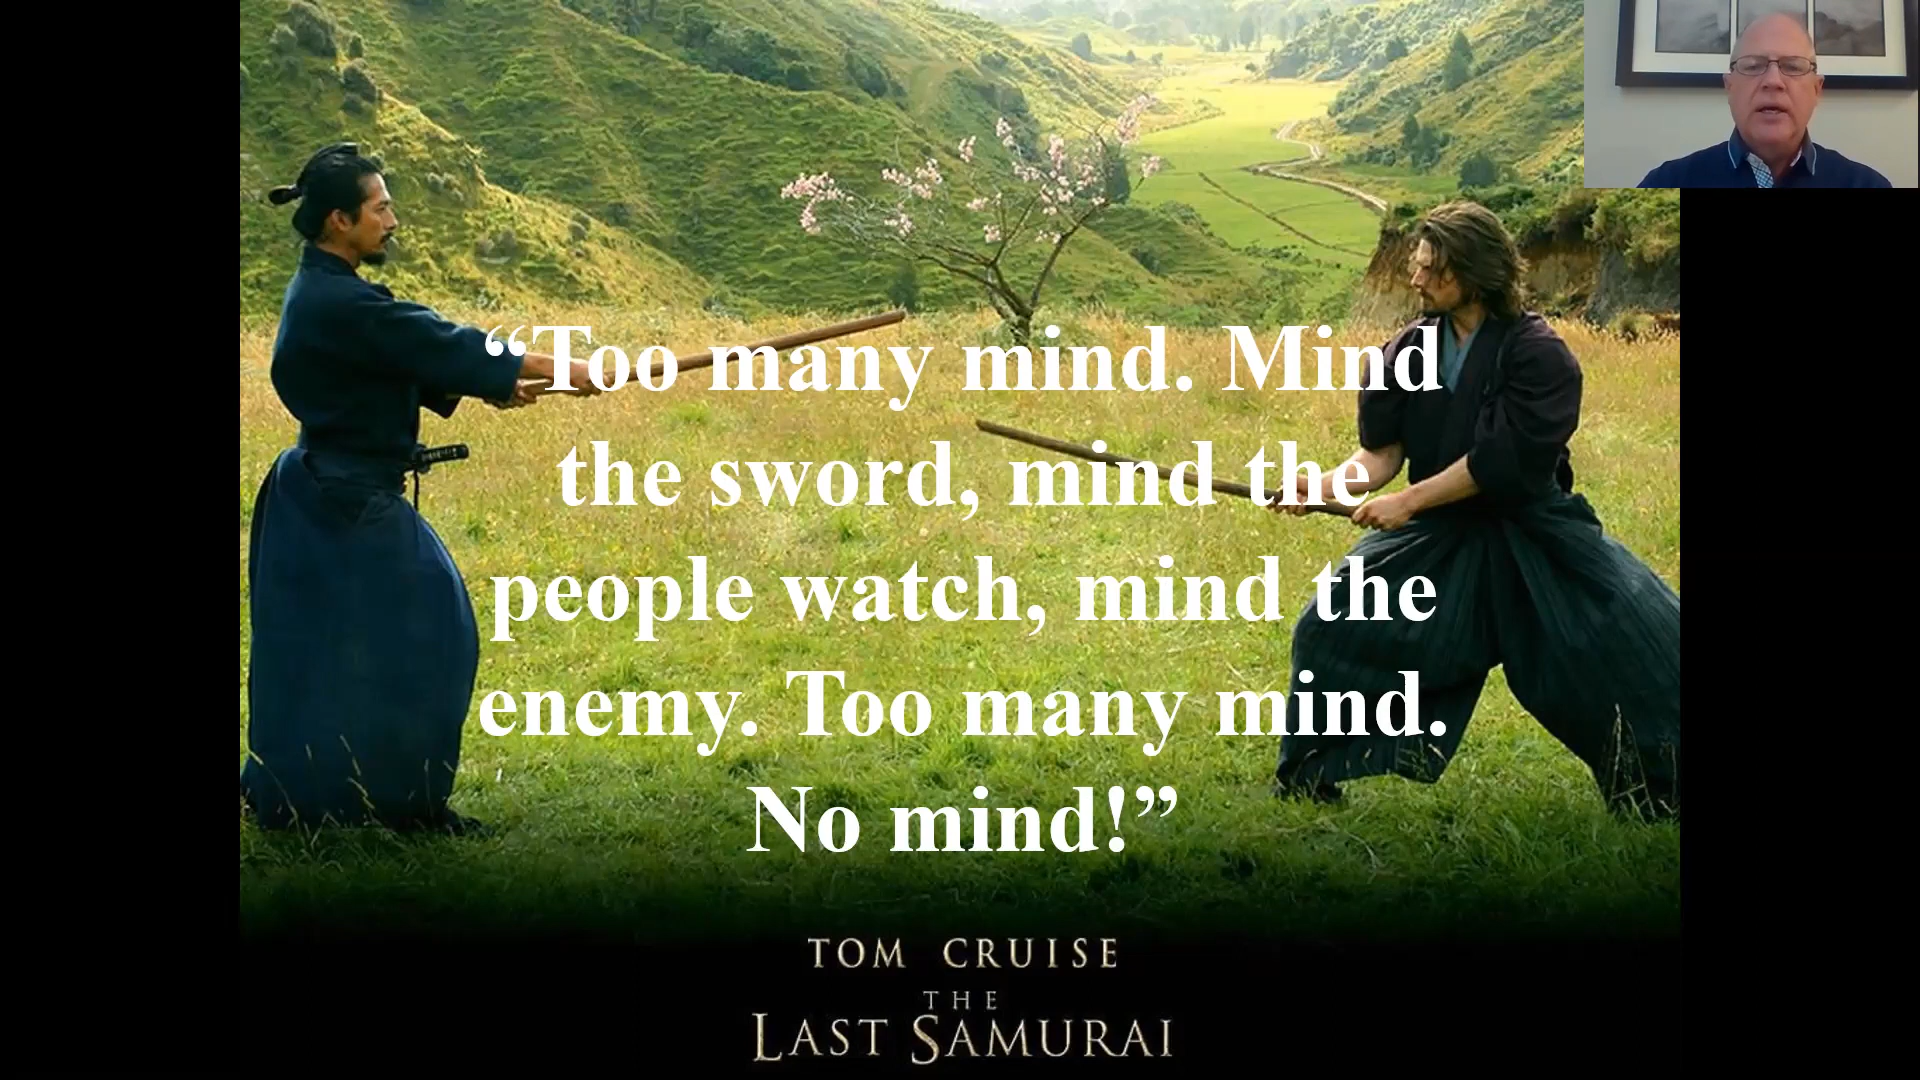 “Too many mind. Mind
the sword, mind the
people watch, mind the
enemy. Too many mind.
No mind!”
TOM CRUISE
THE
LAST SAMURAI